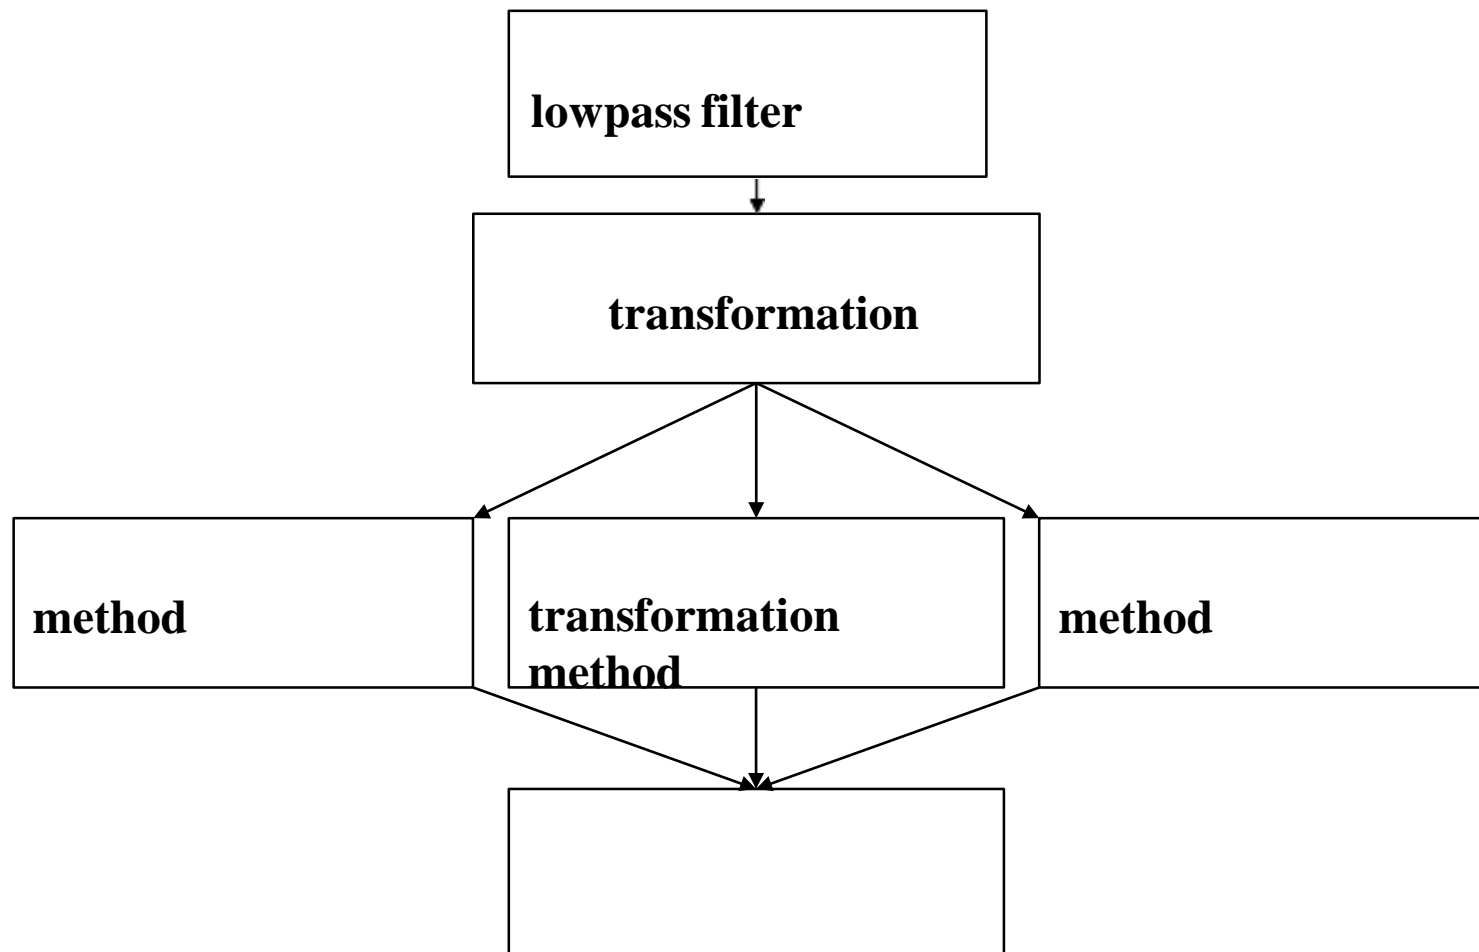 lowpass filter
transformation
method
transformation
method
method